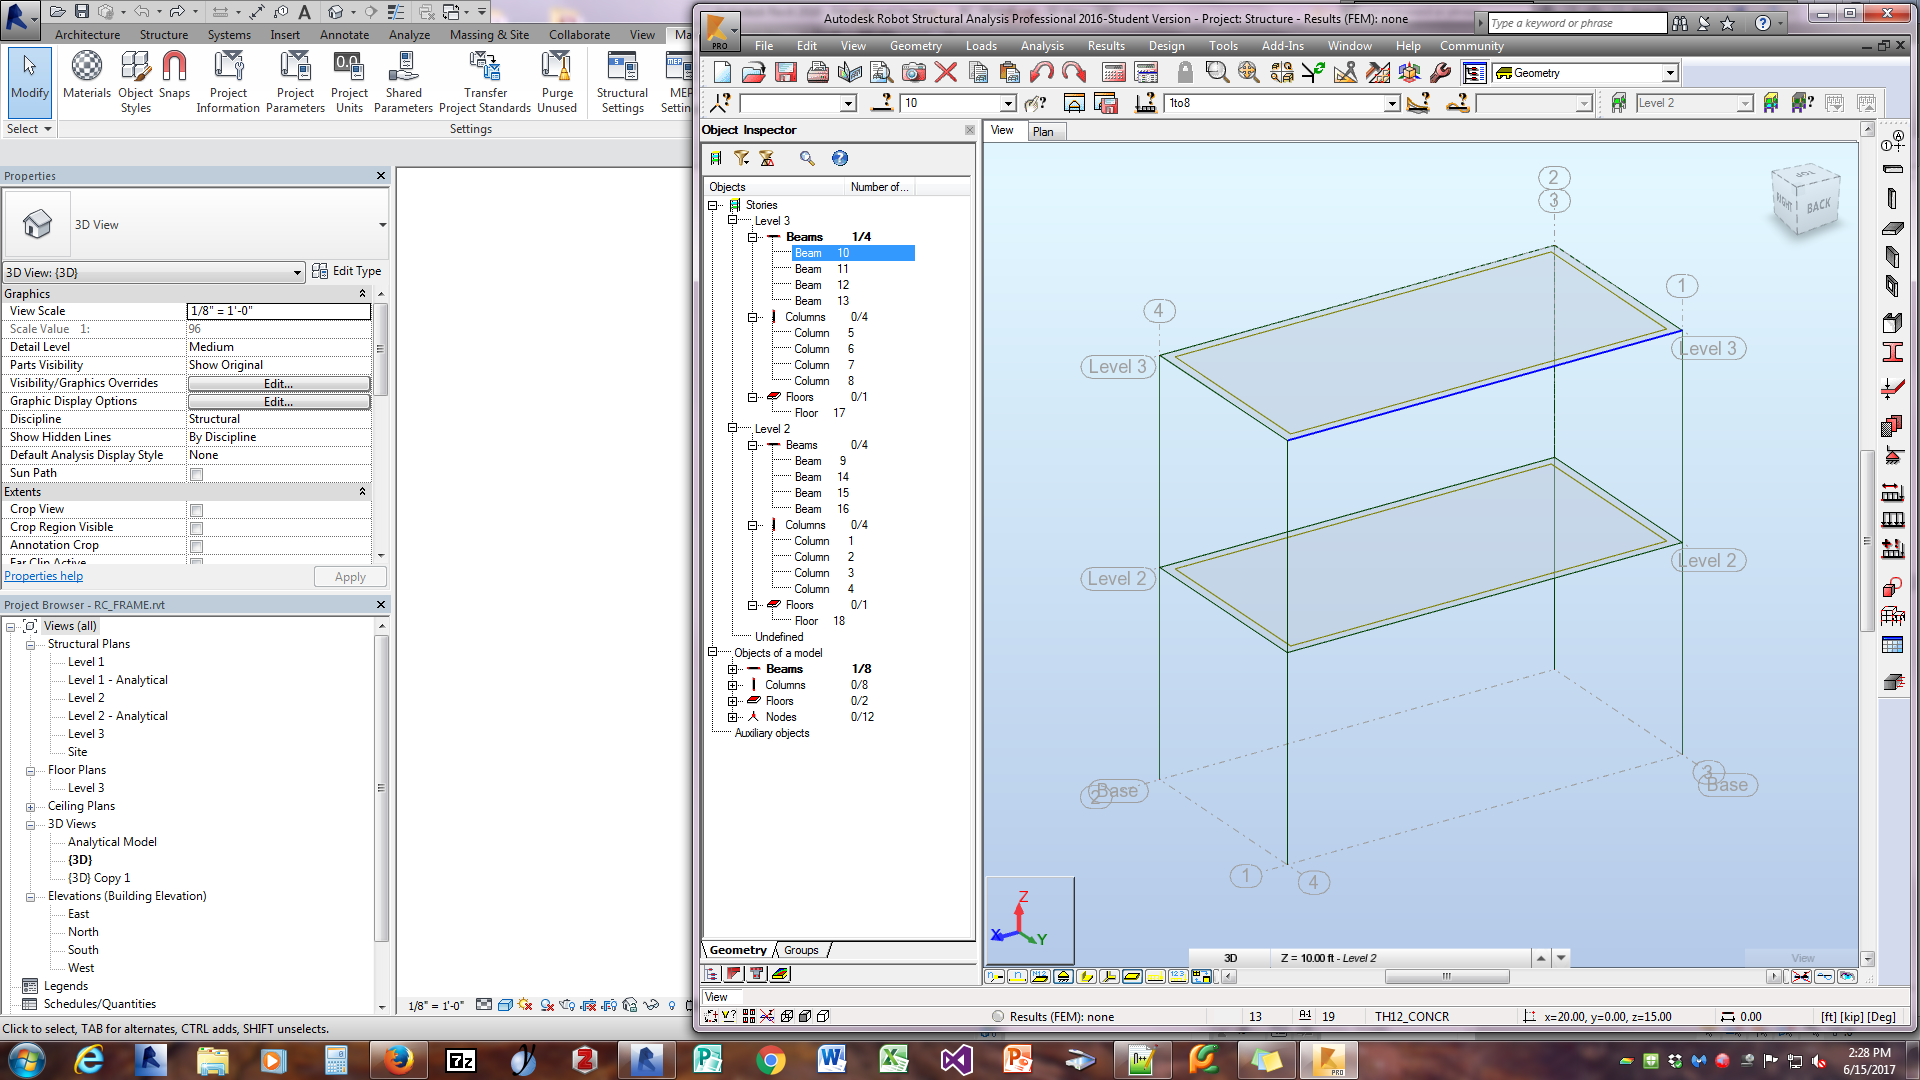 Architecture Structure Systems Insert Annotate Analyze Massing & Site Collaborate View Ma
Modify
Materials
Object Styles
Snaps
Project Information
Project Parameters
Project Units
Shared Parameters
Transfer Project Standards
Purge Unused
Structural Settings
MEP Settin
Select
Settings
Properties
3D View
3D View: {3D}
Edit Type
Graphics
View Scale 1/8" = 1'-0"
Scale Value 1: 96
Detail Level Medium
Parts Visibility Show Original
Visibility/Graphics Overrides Edit...
Graphic Display Options Edit...
Discipline Structural
Show Hidden Lines By Discipline
Default Analysis Display Style None
Sun Path
Extents
Crop View
Crop Region Visible
Annotation Crop
Far Clip Active
Properties help Apply
Project Browser - RC_FRAME.rvt
Views (all)
Structural Plans
Level 1
Level 1 - Analytical
Level 2
Level 2 - Analytical
Level 3
Site
Floor Plans
Level 3
Ceiling Plans
3D Views
Analytical Model
{3D}
{3D} Copy 1
Elevations (Building Elevation)
East
North
South
West
Legends
Schedules/Quantities
1/8" = 1'-0"
Click to select, TAB for alternates, CTRL adds, SHIFT unselects.
PRO
Autodesk Robot Structural Analysis Professional 2016-Student Version - Project: Structure - Results (FEM): none
Type a keyword or phrase
File Edit View Geometry Loads Analysis Results Design Tools Add-Ins Window Help Community
Geometry
10
1to8
Level 2
Object Inspector
Objects Number of...
Stories
Level 3
Beams 1/4
Beam 10
Beam 11
Beam 12
Beam 13
Columns 0/4
Column 5
Column 6
Column 7
Column 8
Floors 0/1
Floor 17
Level 2
Beams 0/4
Beam 9
Beam 14
Beam 15
Beam 16
Columns 0/4
Column 1
Column 2
Column 3
Column 4
Floors 0/1
Floor 18
Undefined
Objects of a model
Beams 1/8
Columns 0/8
Floors 0/2
Nodes 0/12
Auxiliary objects
Geometry Groups
View Plan
TOP
RIGHT
BACK
2
3
4
1
Level 3
Level 3
Level 2
Level 2
2
Base
3
Base
1
4
Z
X
Y
3D
Z = 10.00 ft - Level 2
View
View
Results (FEM): none
13
19
TH12_CONCR
x=20.00, y=0.00, z=15.00
0.00
[ft] [kip] [Deg]
2:28 PM
6/15/2017